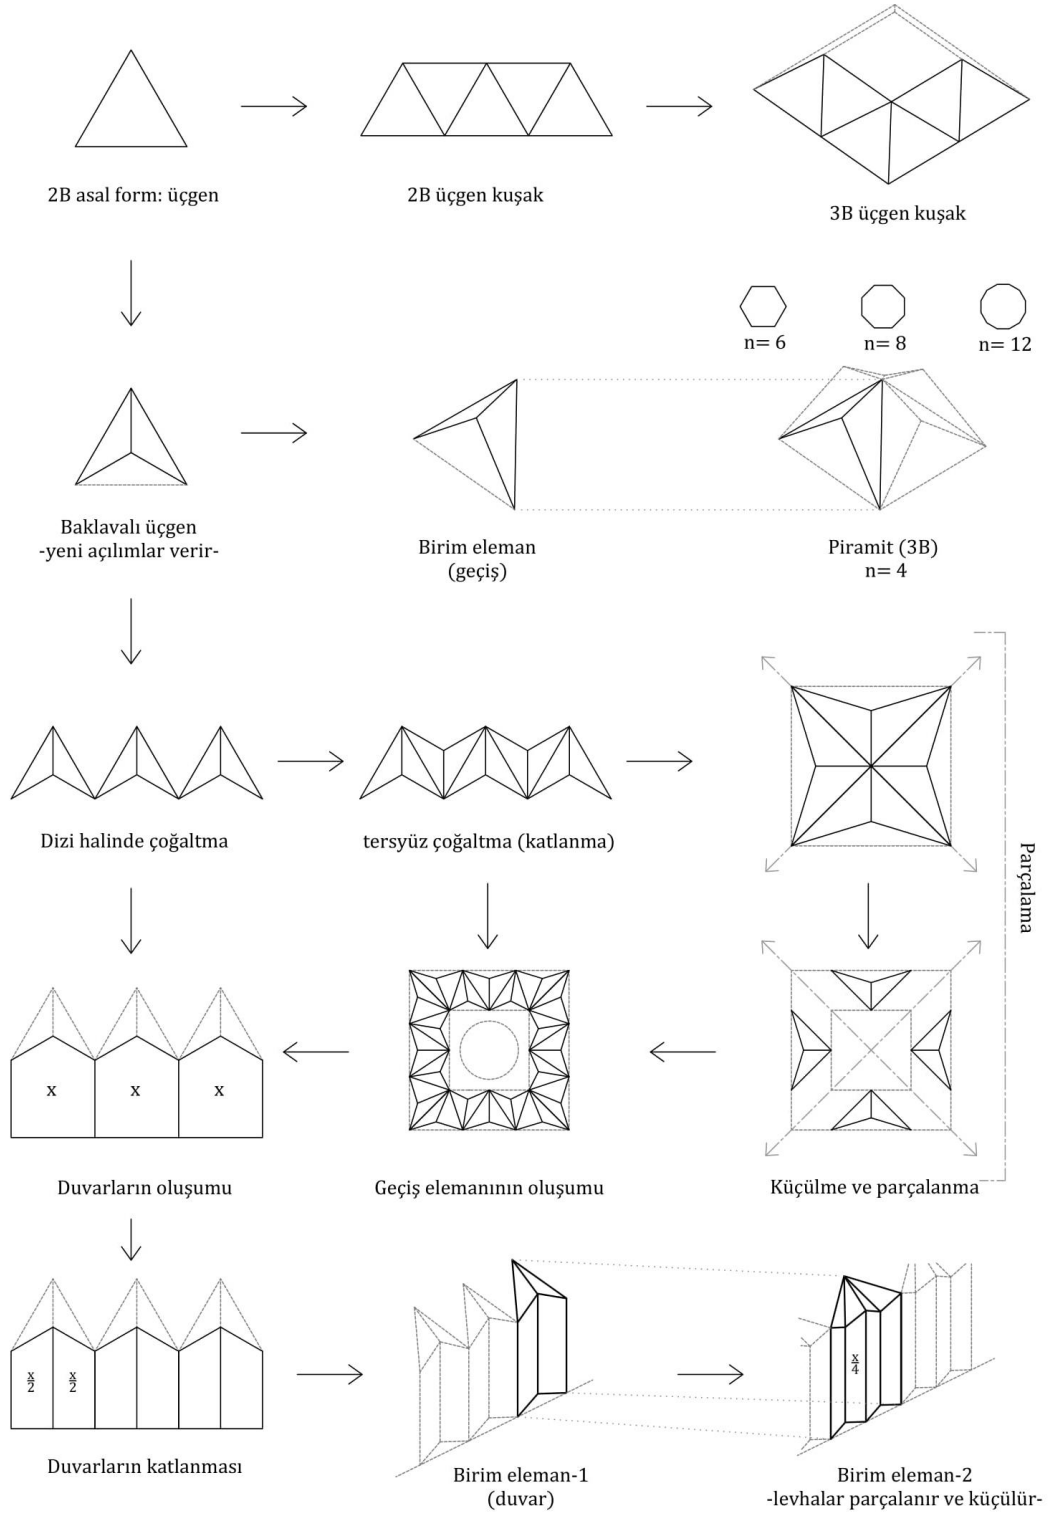 2B asal form: üçgen
2B üçgen kuşak
3B üçgen kuşak
n= 6
n= 8
n= 12
Baklavalı üçgen
-yeni açılımlar verir-
Birim eleman
(geçiş)
Piramit (3B)
n= 4
Dizi halinde çoğaltma
tersyüz çoğaltma (katlanma)
Parçalama
x
x
x
Duvarların oluşumu
Geçiş elemanının oluşumu
Küçülme ve parçalanma
x/2
x/2
x/4
Duvarların katlanması
Birim eleman-1
(duvar)
Birim eleman-2
-levhalar parçalanır ve küçülür-